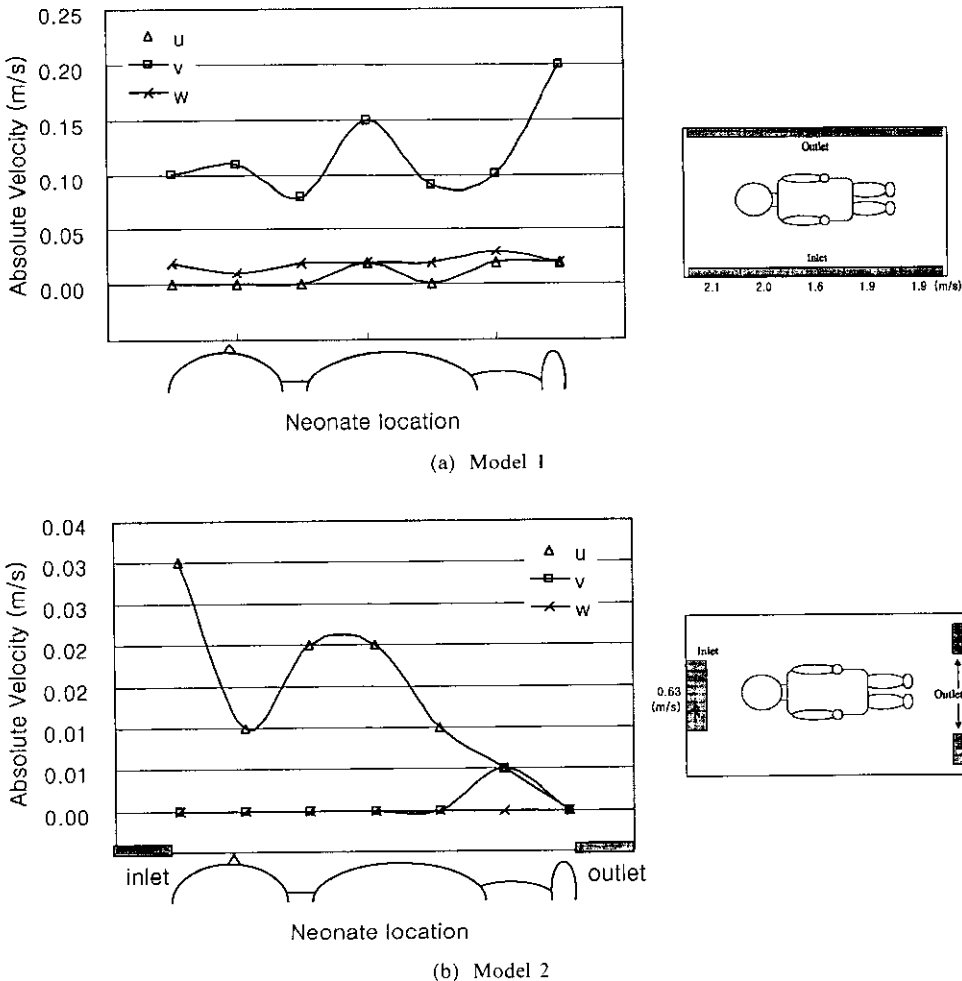 0.25
0.20
0.15
0.10
0.05
0.00
Absolute Velocity (m/s)
u
v
w
Neonate location
Outlet
Inlet
2.1 2.0 1.6 1.9 1.9 (m/s)
(a) Model 1
0.04
0.03
0.03
0.02
0.02
0.01
0.01
0.00
Absolute Velocity (m/s)
u
v
w
inlet
outlet
Neonate location
Inlet
0.63
(m/s)
Outlet
(b) Model 2